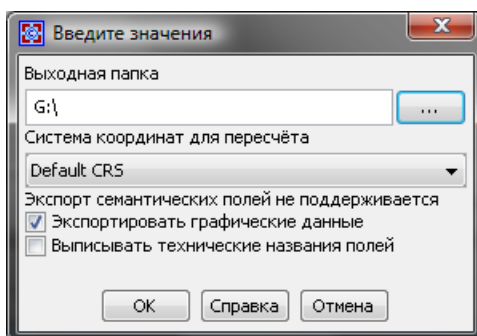 Введите значения
Выходная папка
G:\
...
Система координат для пересчёта
Default CRS
Экспорт семантических полей не поддерживается
Экспортировать графические данные
Выписывать технические названия полей
OK Справка Отмена